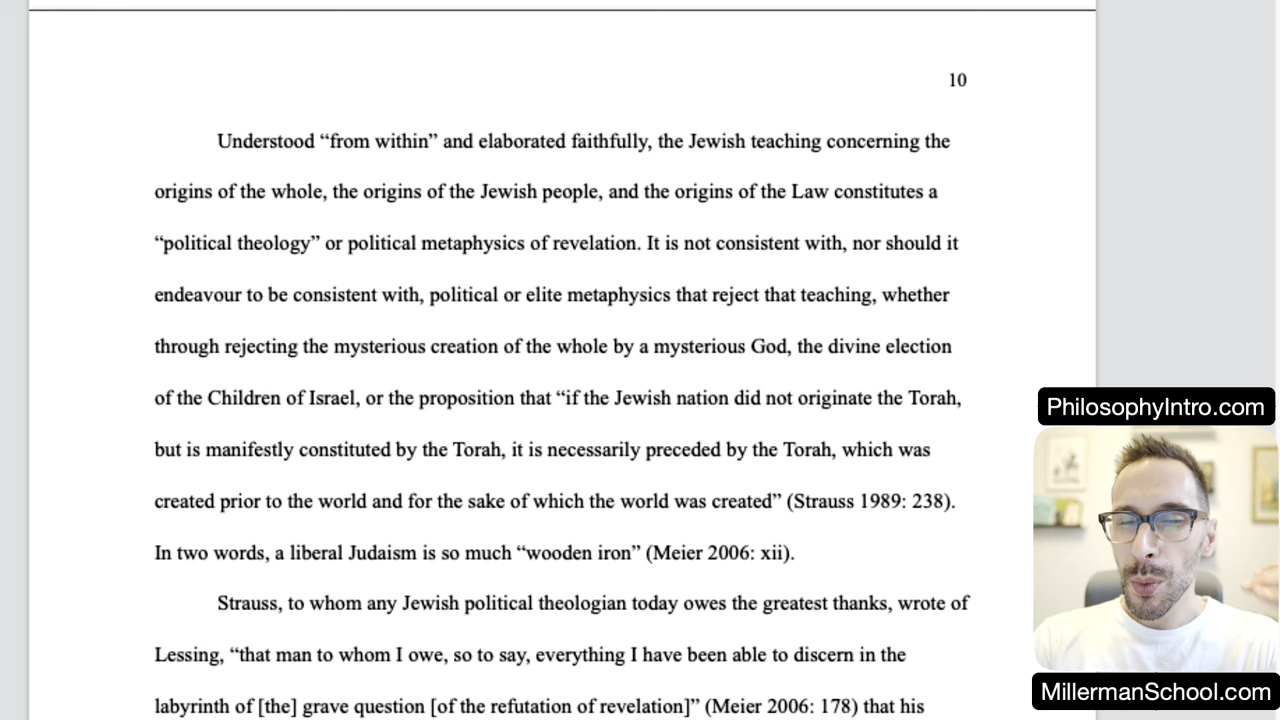 10
Understood “from within” and elaborated faithfully, the Jewish teaching concerning the
origins of the whole, the origins of the Jewish people, and the origins of the Law constitutes a
“political theology” or political metaphysics of revelation. It is not consistent with, nor should it
endeavour to be consistent with, political or elite metaphysics that reject that teaching, whether
through rejecting the mysterious creation of the whole by a mysterious God, the divine election
of the Children of Israel, or the proposition that “if the Jewish nation did not originate the Torah,
but is manifestly constituted by the Torah, it is necessarily preceded by the Torah, which was
created prior to the world and for the sake of which the world was created” (Strauss 1989: 238).
In two words, a liberal Judaism is so much “wooden iron” (Meier 2006: xii).
Strauss, to whom any Jewish political theologian today owes the greatest thanks, wrote of
Lessing, “that man to whom I owe, so to say, everything I have been able to discern in the
labyrinth of [the] grave question [of the refutation of revelation]” (Meier 2006: 178) that his
PhilosophyIntro.com
MillermanSchool.com